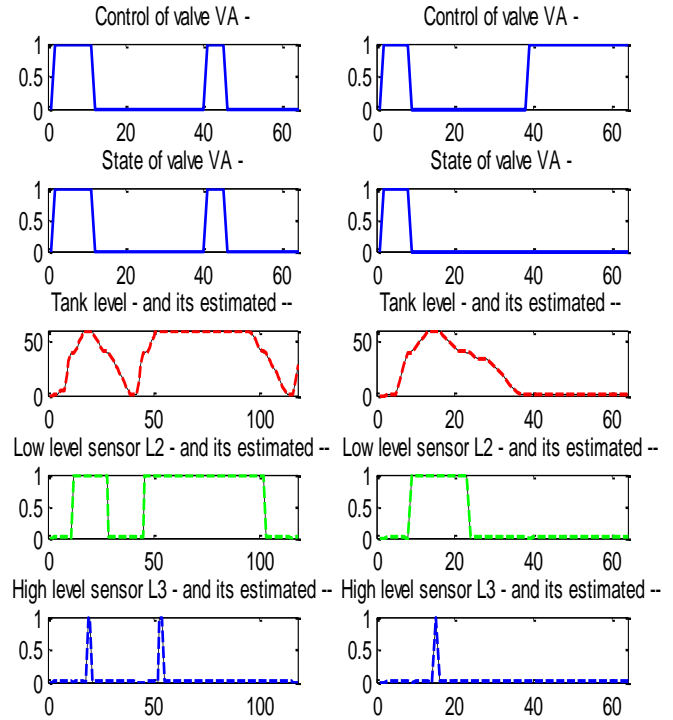 Control of valve VA -
Control of valve VA -
1
0.5
0
0 20 40 60
1
0.5
0
0 20 40 60
State of valve VA -
State of valve VA -
1
0.5
0
0 20 40 60
1
0.5
0
0 20 40 60
Tank level - and its estimated --
Tank level - and its estimated --
50
0
0 50 100
50
0
0 20 40 60
Low level sensor L2 - and its estimated --
Low level sensor L2 - and its estimated --
1
0.5
0
0 50 100
1
0.5
0
0 20 40 60
High level sensor L3 - and its estimated --
High level sensor L3 - and its estimated --
1
0.5
0
0 50 100
1
0.5
0
0 20 40 60